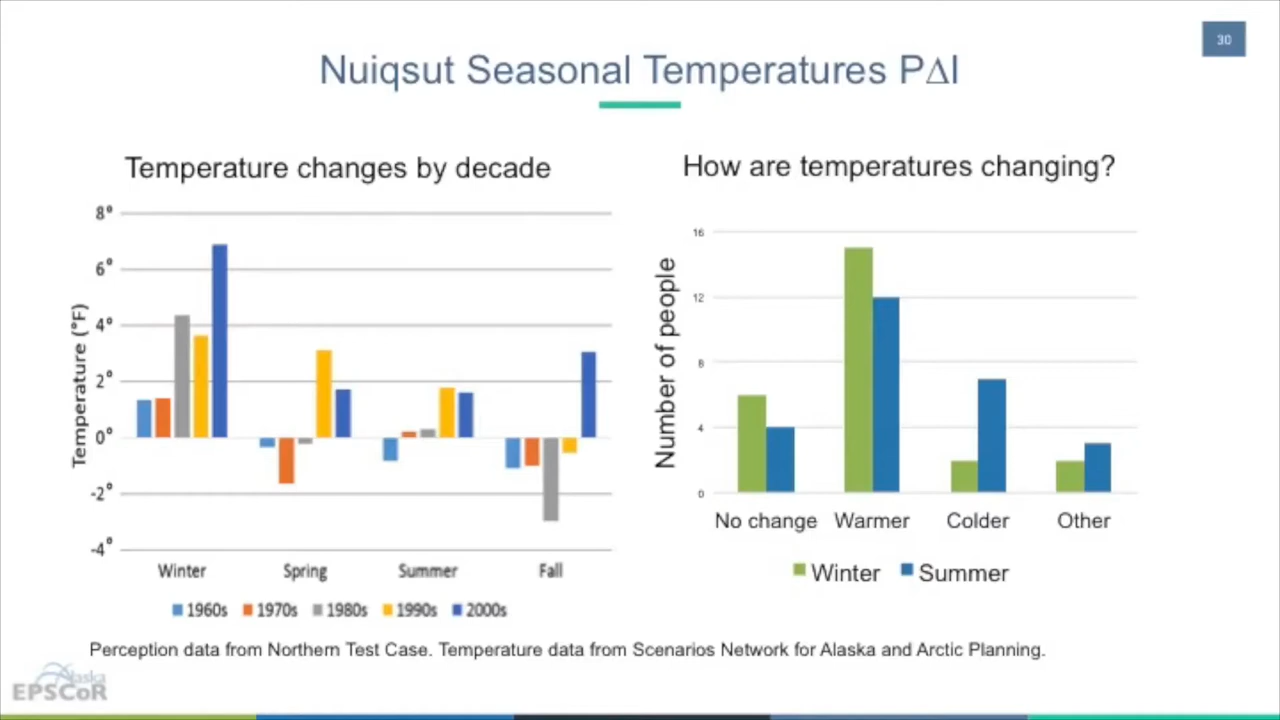 30
Nuiqsut Seasonal Temperatures P∆I
Temperature changes by decade
8°
6°
4°
2°
0°
-2°
-4°
Temperature (°F)
Winter Spring Summer Fall
1960s 1970s 1980s 1990s 2000s
How are temperatures changing?
16
12
8
4
0
Number of people
No change Warmer Colder Other
Winter Summer
Perception data from Northern Test Case. Temperature data from Scenarios Network for Alaska and Arctic Planning.
Alaska
EPSCoR